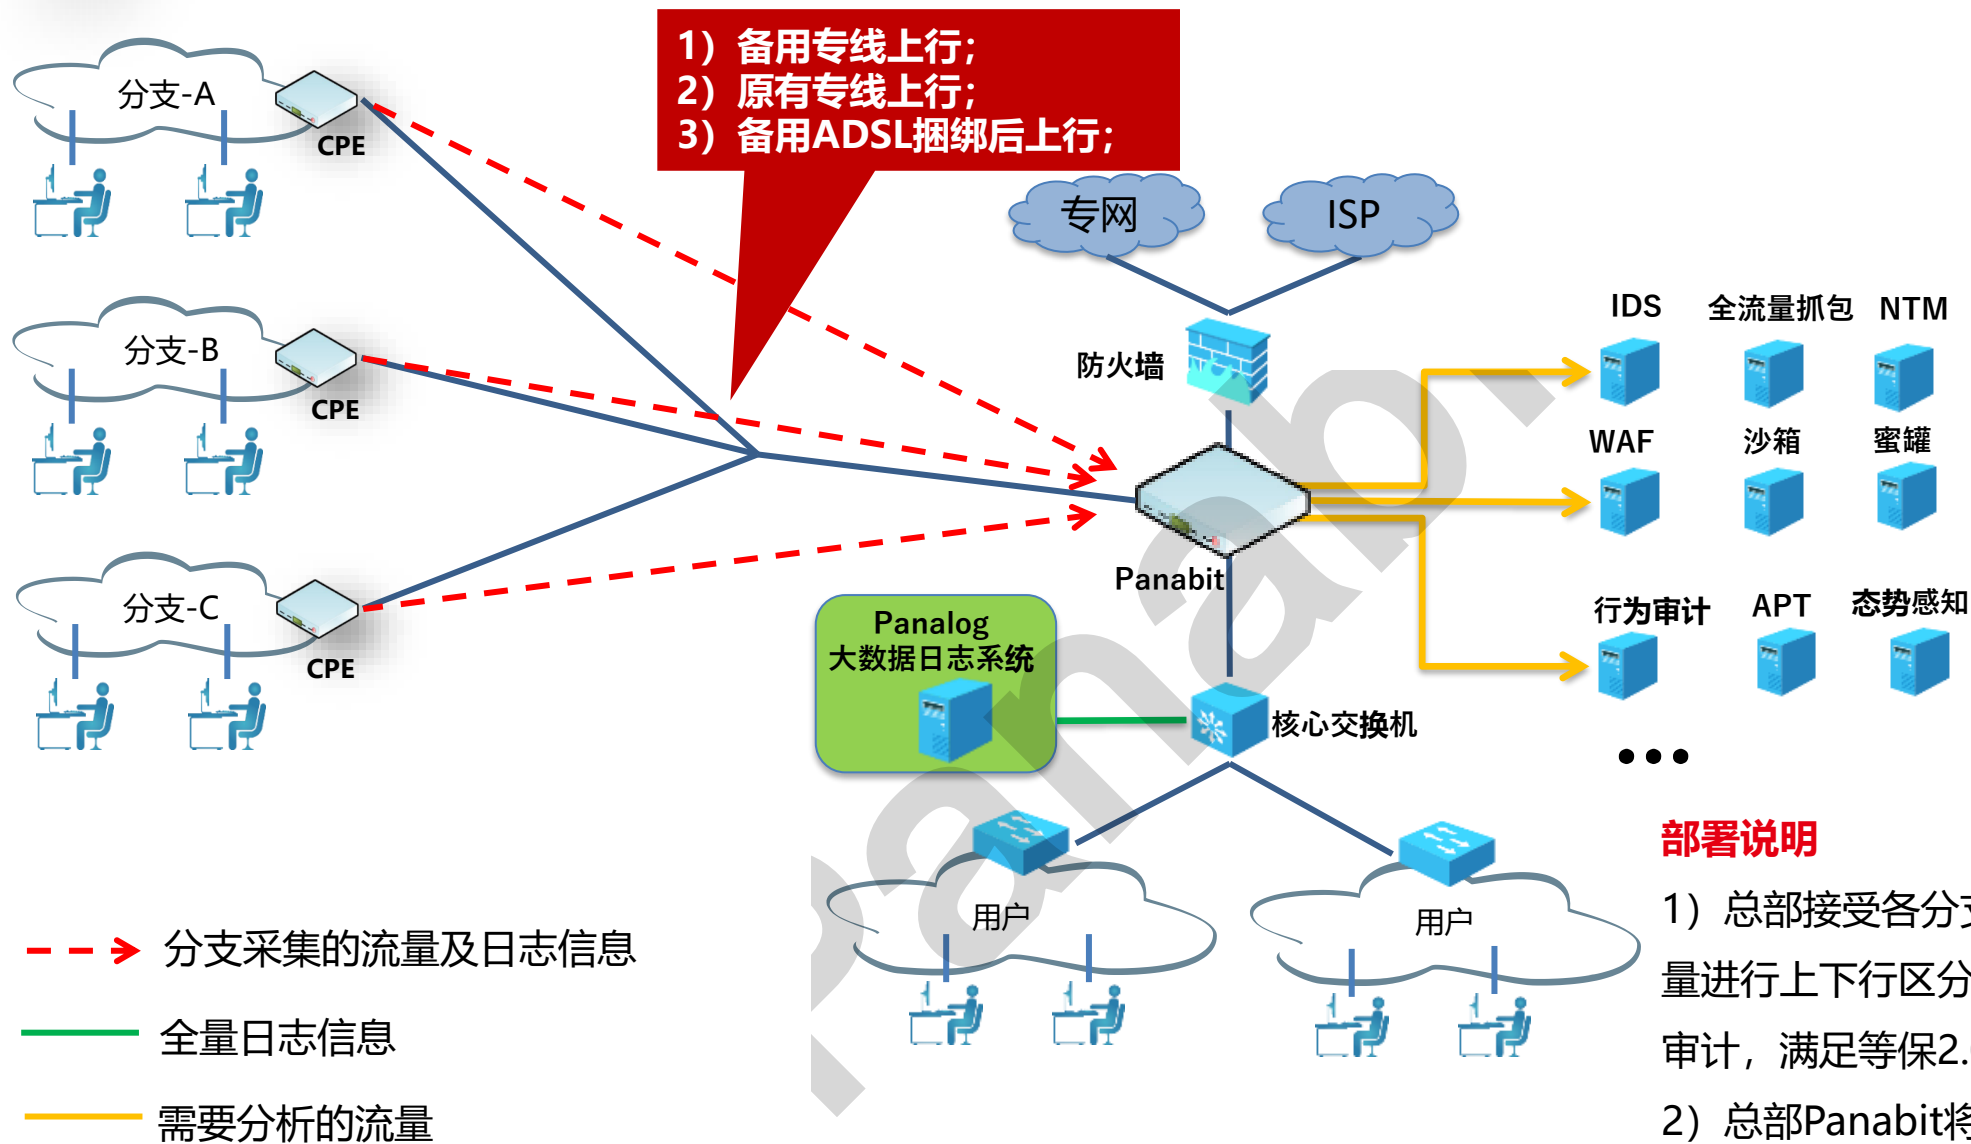 1）备用专线上行；
2）原有专线上行；
3）备用ADSL捆绑后上行；
分支-A
CPE
专网
ISP
IDS
全流量抓包
NTM
分支-B
CPE
防火墙
WAF
沙箱
蜜罐
Panabit
分支-C
CPE
行为审计
APT
态势感知
Panalog
大数据日志系统
核心交换机
•••
用户
用户
分支采集的流量及日志信息
全量日志信息
需要分析的流量
部署说明
1）总部接受各分支
量进行上下行区分
审计，满足等保2.
2）总部Panabit将
Panabit